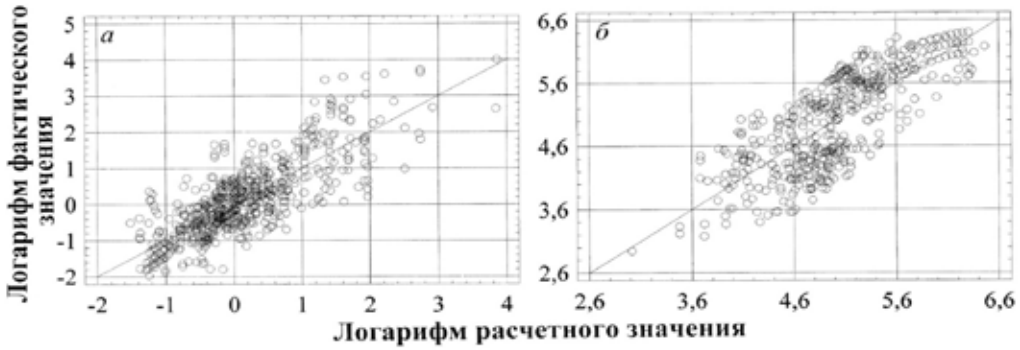 Логарифм фактического
значения
5
4
3
2
1
0
-1
-2
а
-2 -1 0 1 2 3 4
6,6
5,6
4,6
3,6
2,6
б
2,6 3,6 4,6 5,6 6,6
Логарифм расчетного значения